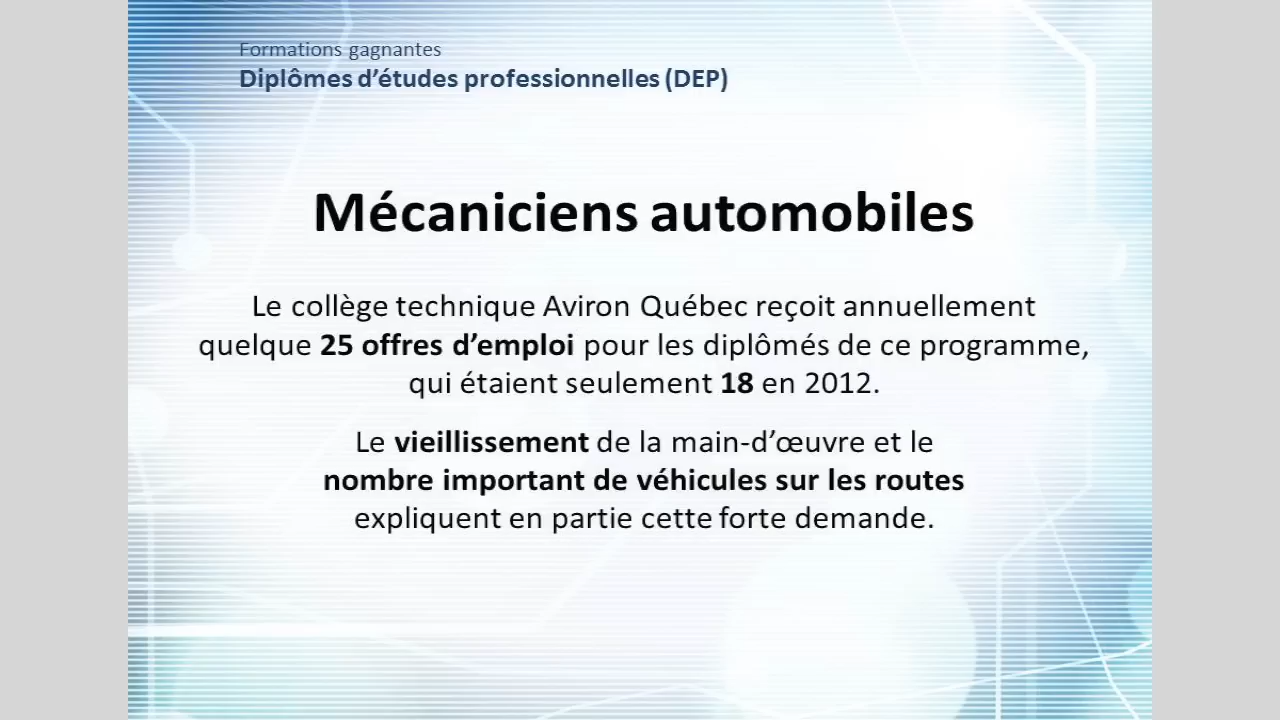 Formations gagnantes
Diplômes d’études professionnelles (DEP)
Mécaniciens automobiles
Le collège technique Aviron Québec reçoit annuellement
quelque 25 offres d’emploi pour les diplômés de ce programme,
qui étaient seulement 18 en 2012.
Le vieillissement de la main-d’œuvre et le
nombre important de véhicules sur les routes
expliquent en partie cette forte demande.